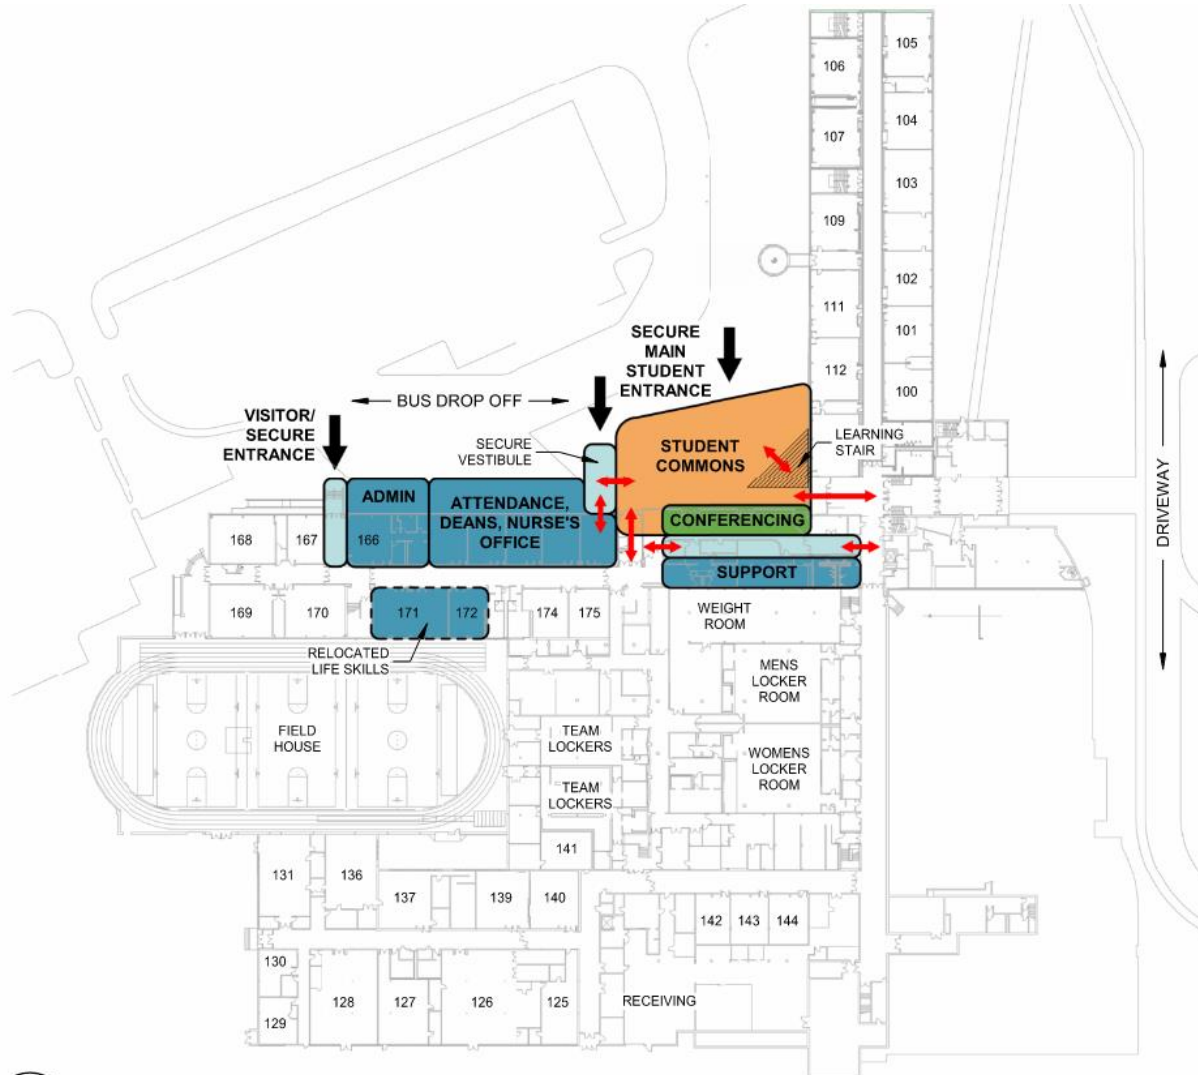 105
106
107
104
103
109
102
111
101
112
100
SECURE
MAIN
STUDENT
ENTRANCE
BUS DROP OFF
VISITOR/
SECURE
ENTRANCE
SECURE
VESTIBULE
STUDENT
COMMONS
LEARNING
STAIR
DRIVEWAY
ADMIN
ATTENDANCE,
DEANS, NURSE'S
OFFICE
CONFERENCING
168
167
166
SUPPORT
169
170
171
172
174
175
WEIGHT
ROOM
RELOCATED
LIFE SKILLS
MENS
LOCKER
ROOM
FIELD
HOUSE
TEAM
LOCKERS
WOMENS
LOCKER
ROOM
TEAM
LOCKERS
141
131
136
137
139
140
142
143
144
130
128
127
126
125
RECEIVING
129